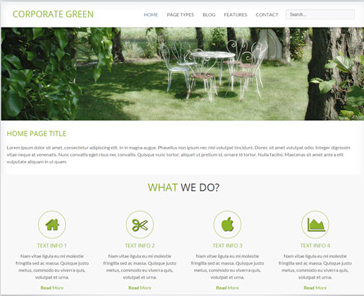 CORPORATE GREEN
HOME PAGE TYPES BLOG FEATURES CONTACT Search...
HOME PAGE TITLE
Lorem ipsum dolor sit amet, consectetur adipiscing elit. In in magna augue. Phasellus non ipsum nec nisl volutpat tincidunt. Donec sit amet volutpat odio. Integer dignissim
vitae neque at venenatis. Nunc convallis eget risus nec convallis. Quisque nunc tortor, aliquet ut pretium id, ornare id tortor. Nulla facilisi. Maecenas sit amet ante a elit
vulputate aliquam in ut diam.
WHAT WE DO?
TEXT INFO 1 TEXT INFO 2 TEXT INFO 3 TEXT INFO 4
Nam vitae ligula eu mi molestie Nam vitae ligula eu mi molestie Nam vitae ligula eu mi molestie Nam vitae ligula eu mi molestie
fringilla sed ac massa. Quisque justo fringilla sed ac massa. Quisque justo fringilla sed ac massa. Quisque justo fringilla sed ac massa. Quisque justo
metus, commodo eu viverra quis, metus, commodo eu viverra quis, metus, commodo eu viverra quis, metus, commodo eu viverra quis,
volutpat et urna. volutpat et urna. volutpat et urna. volutpat et urna.
Read More Read More Read More Read More